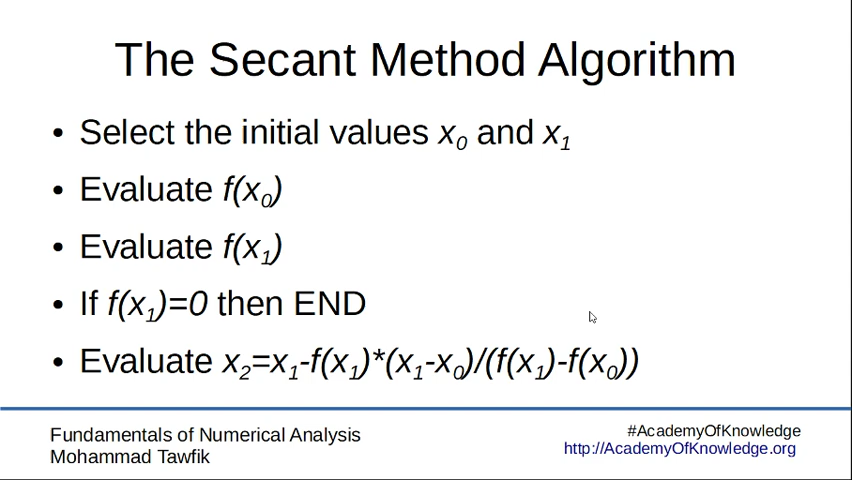 The Secant Method Algorithm
• Select the initial values x₀ and x₁
• Evaluate f(x₀)
• Evaluate f(x₁)
• If f(x₁)=0 then END
• Evaluate x₂=x₁-f(x₁)*(x₁-x₀)/(f(x₁)-f(x₀))
Fundamentals of Numerical Analysis
Mohammad Tawfik
#AcademyOfKnowledge
http://AcademyOfKnowledge.org